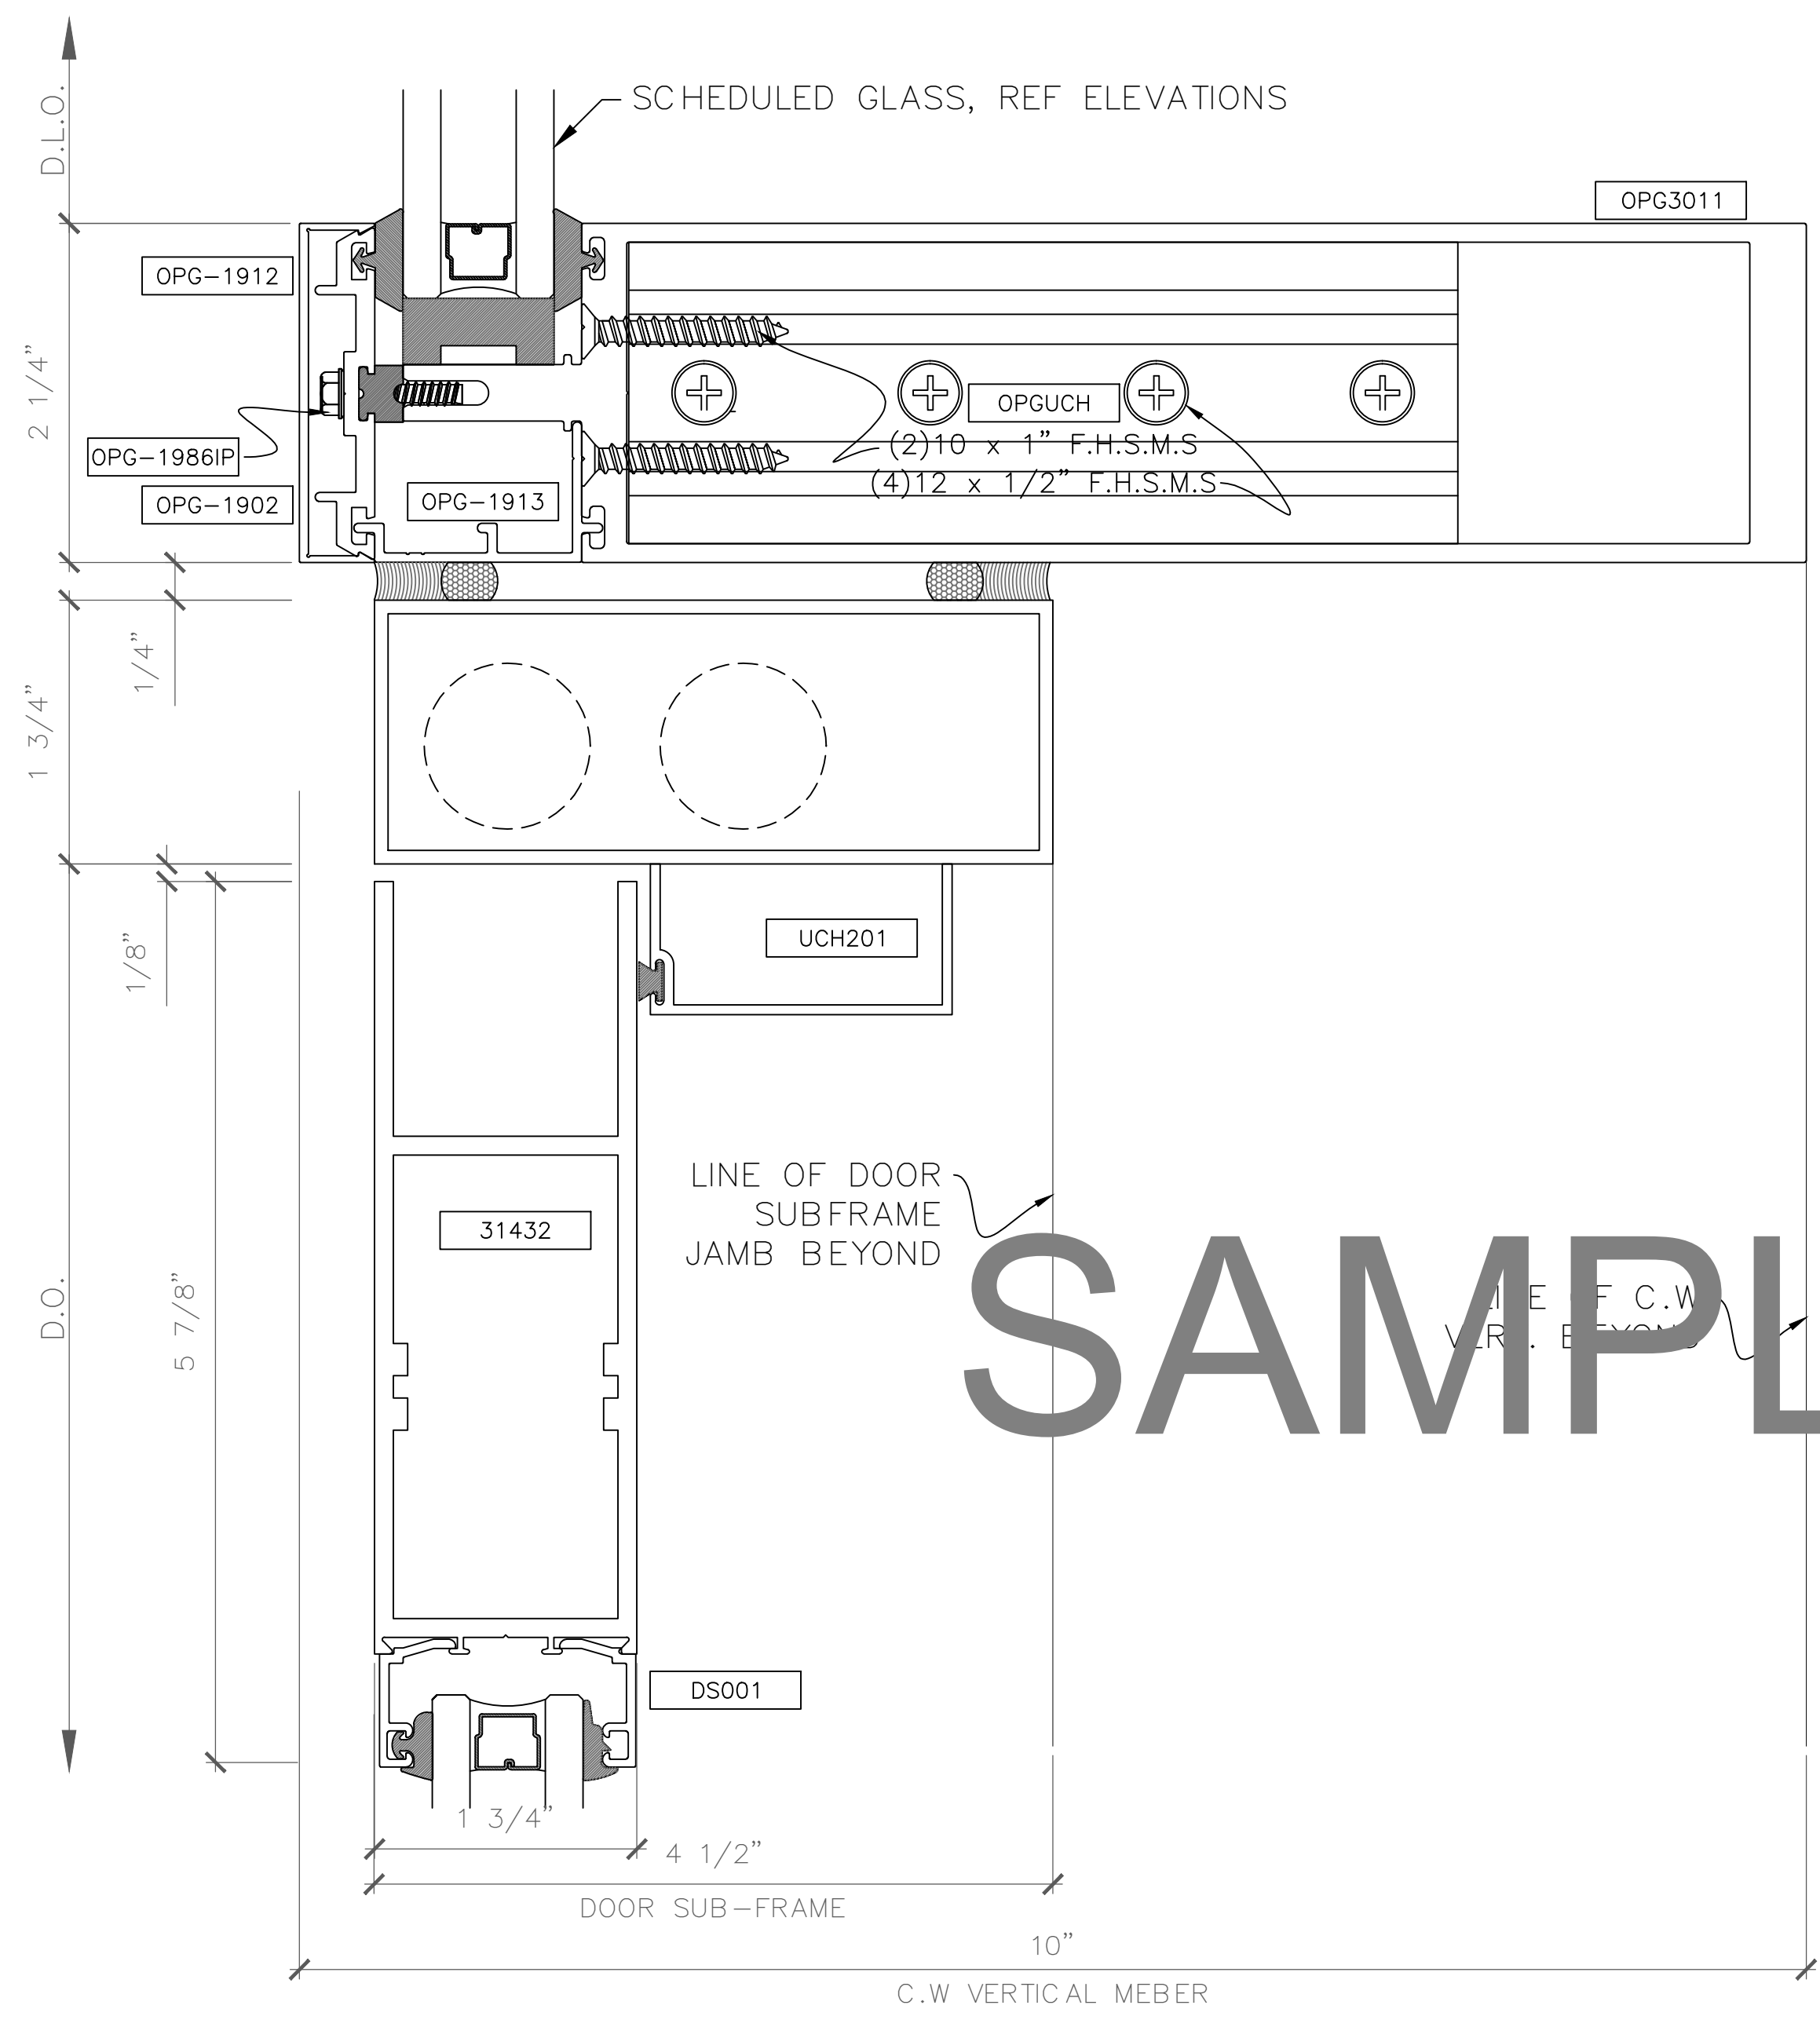 SCHEDULED GLASS, REF ELEVATIONS
D.L.O.
OPG3011
OPG-1912
2 1/4”
OPGUCH
(2)10 x 1” F.H.S.M.S
OPG-1986IP
(4)12 x 1/2” F.H.S.M.S
OPG-1902
OPG-1913
1/4”
1 3/4”
UCH201
1/8”
LINE OF DOOR
SUBFRAME
JAMB BEYOND
31432
SAMPL
OF C.W
BEYOND
D.O.
5 7/8”
DS001
1 3/4”
4 1/2”
DOOR SUB-FRAME
10”
C.W VERTICAL MEBER